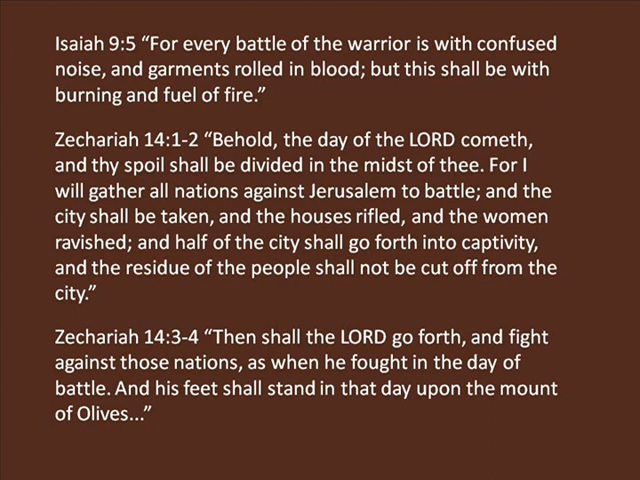 Isaiah 9:5 “For every battle of the warrior is with confused
noise, and garments rolled in blood; but this shall be with
burning and fuel of fire.”
Zechariah 14:1-2 “Behold, the day of the LORD cometh,
and thy spoil shall be divided in the midst of thee. For I
will gather all nations against Jerusalem to battle; and the
city shall be taken, and the houses rifled, and the women
ravished; and half of the city shall go forth into captivity,
and the residue of the people shall not be cut off from the
city.”
Zechariah 14:3-4 “Then shall the LORD go forth, and fight
against those nations, as when he fought in the day of
battle. And his feet shall stand in that day upon the mount
of Olives...”